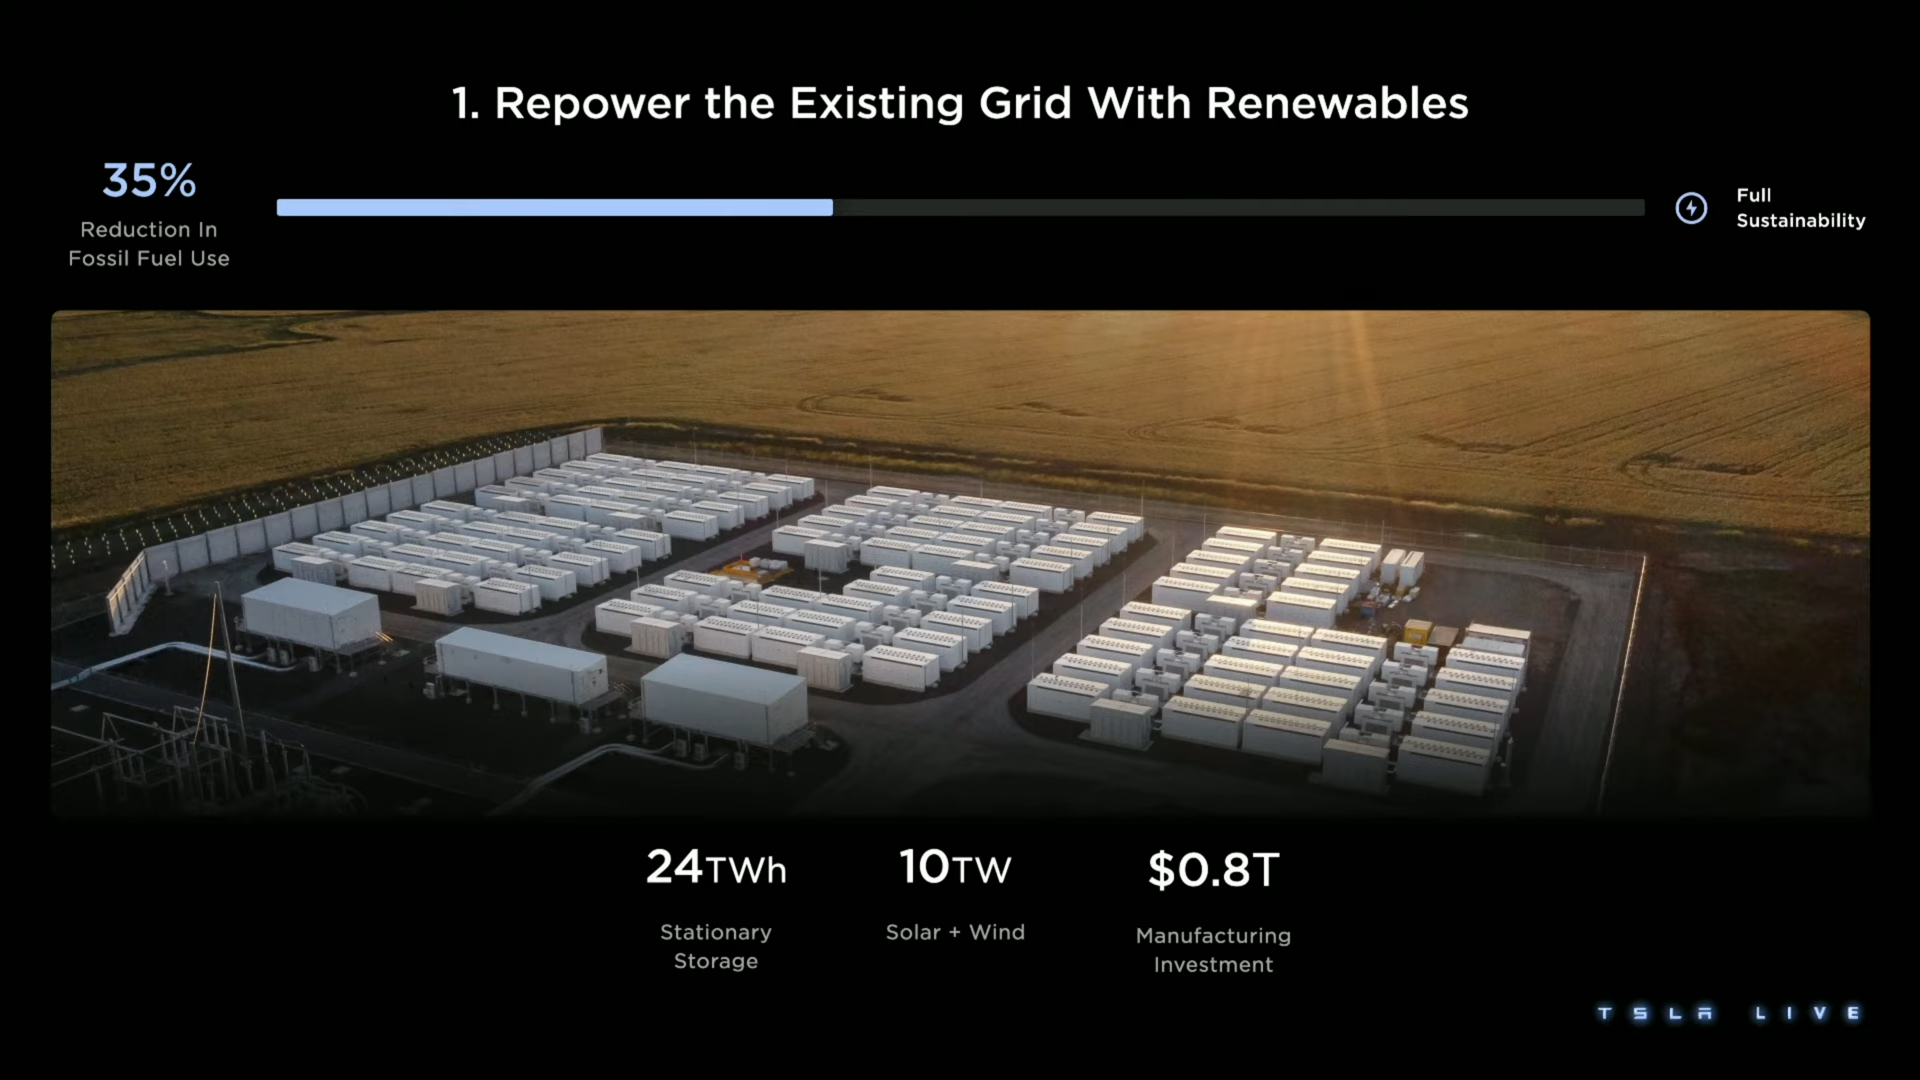 1. Repower the Existing Grid With Renewables
35%
Reduction In
Fossil Fuel Use
Full
Sustainability
24TWh
Stationary
Storage
10TW
Solar + Wind
$0.8T
Manufacturing
Investment
TSLA LIVE